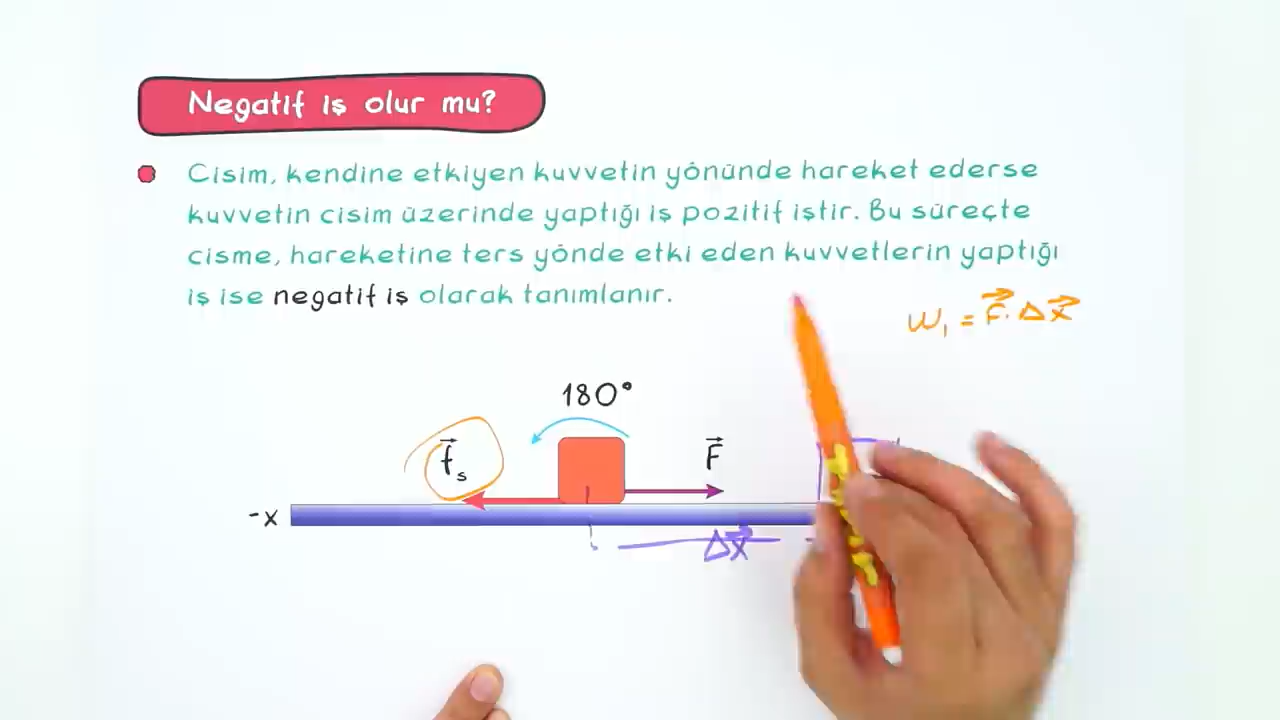 Negatif iş olur mu?
Cisim, kendine etkiyen kuvvetin yönünde hareket ederse
kuvvetin cisim üzerinde yaptığı iş pozitif iştir. Bu süreçte
cisme, hareketine ters yönde etki eden kuvvetlerin yaptığı
iş ise negatif iş olarak tanımlanır.
W₁ = F⃗ · Δx⃗
180°
f⃗ₛ
F⃗
-x
Δx⃗